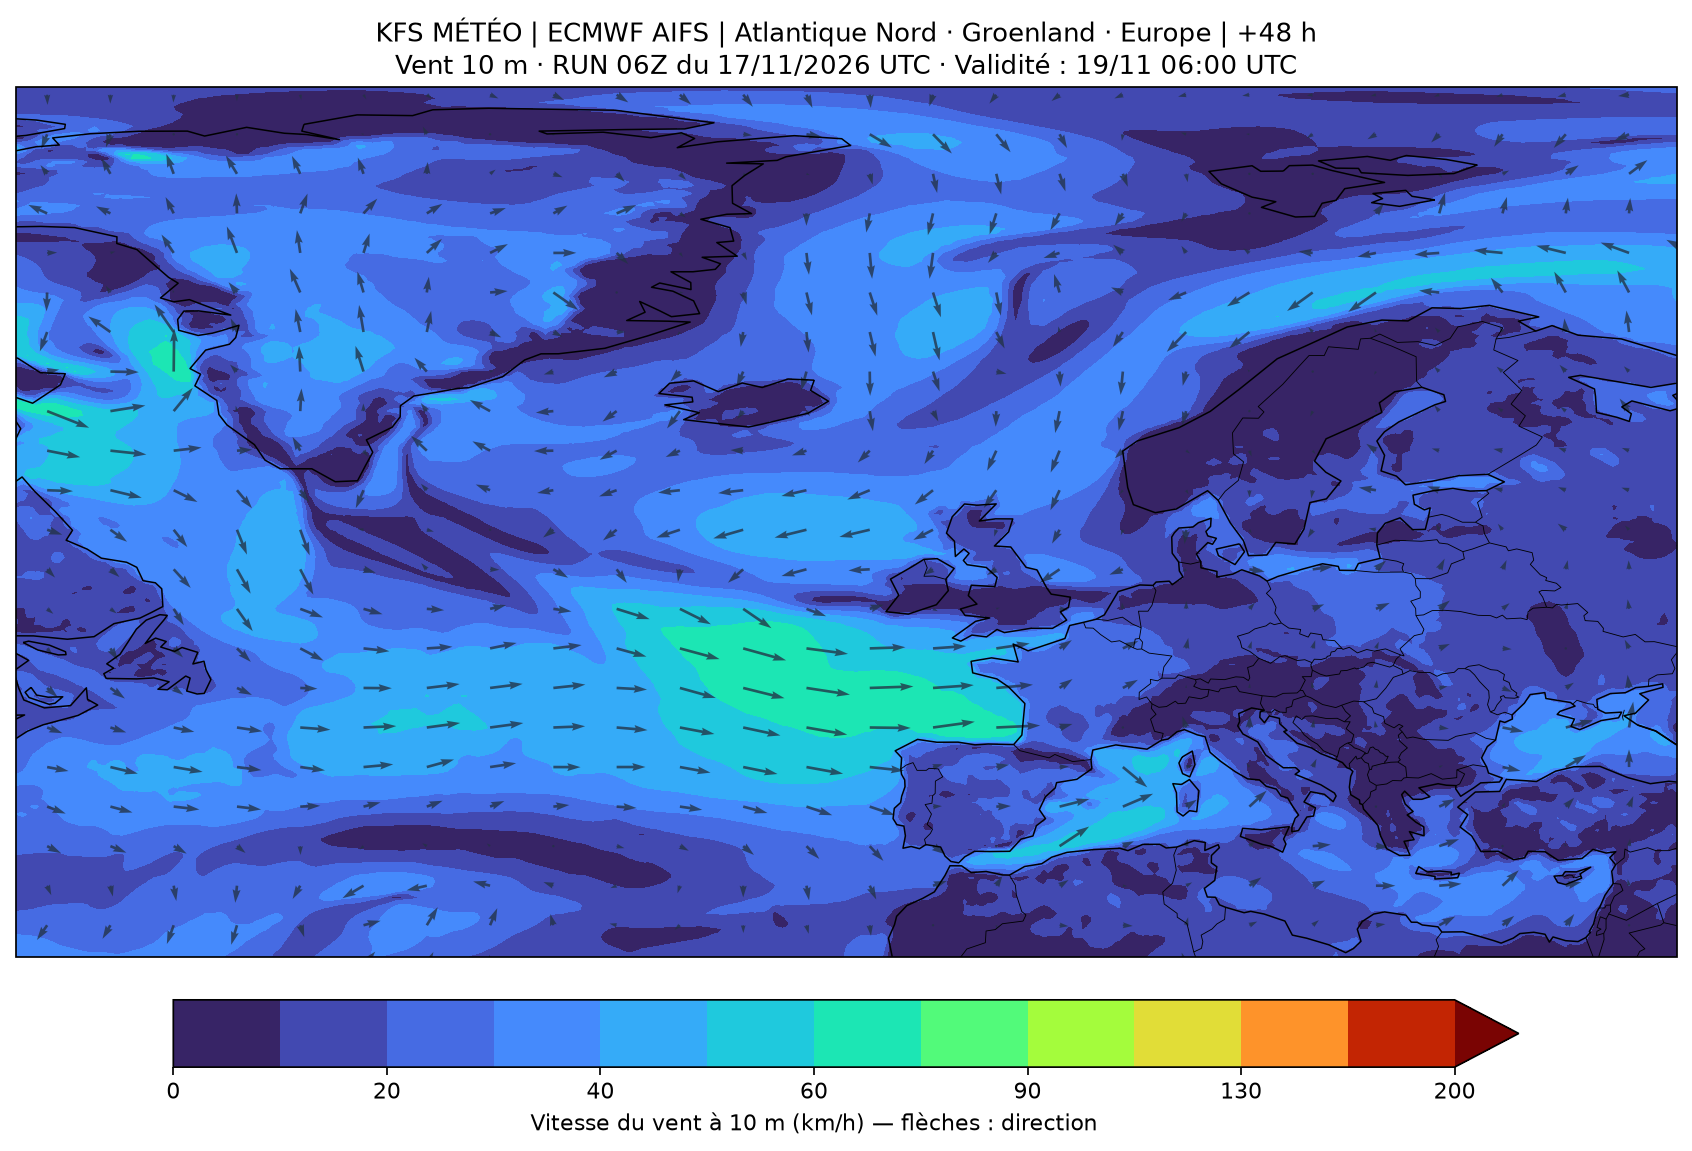 KFS MÉTÉO | ECMWF AIFS | Atlantique Nord · Groenland · Europe | +48 h
Vent 10 m · RUN 06Z du 17/11/2026 UTC · Validité : 19/11 06:00 UTC
0 20 40 60 90 130 200
Vitesse du vent à 10 m (km/h) — flèches : direction